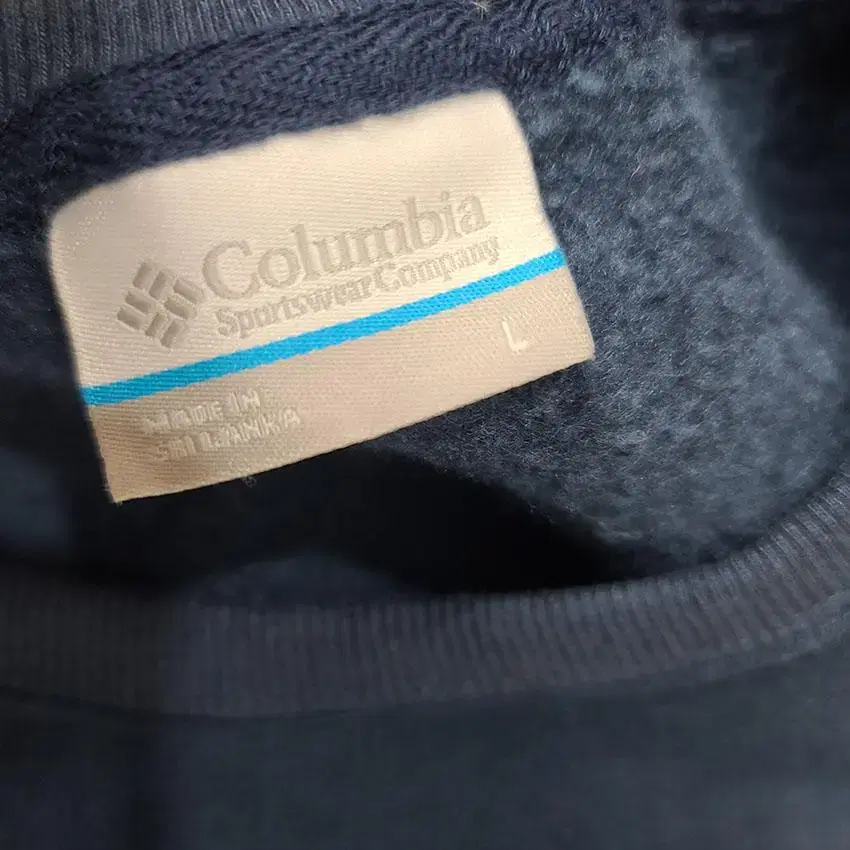 Columbia
Sportswear Company
L
MADE IN
SRI LANKA